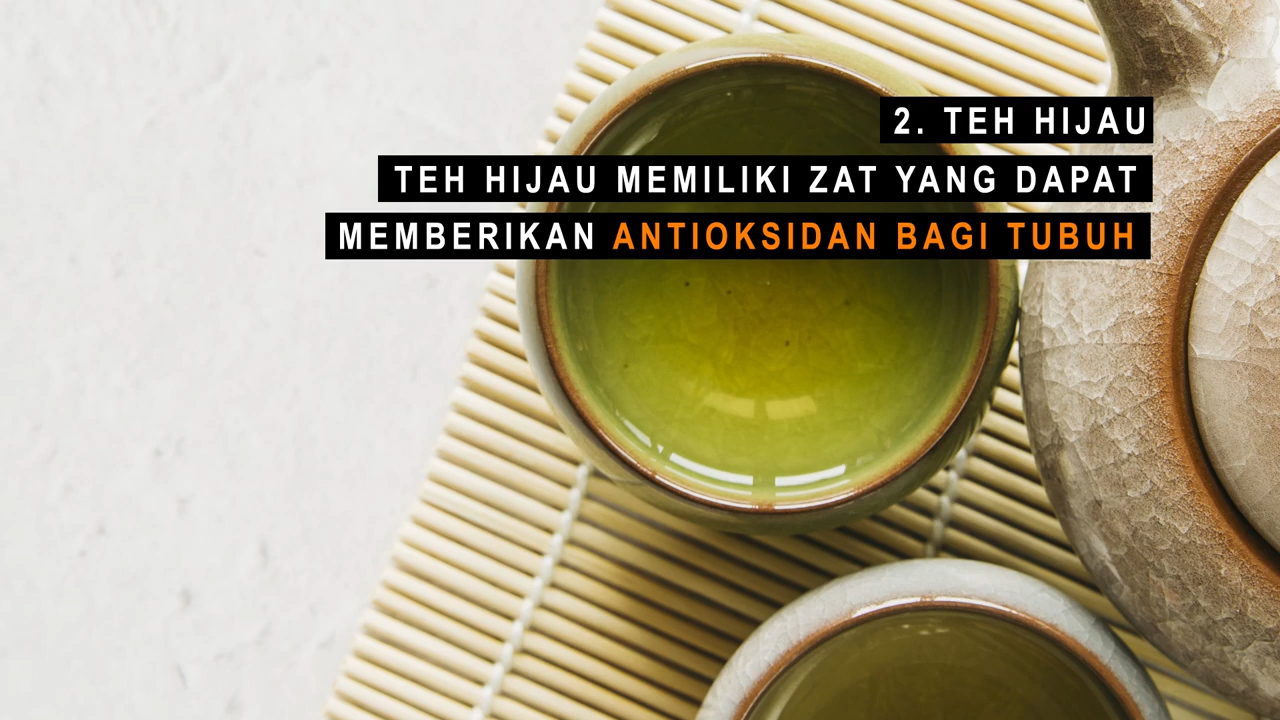 2. TEH HIJAU
TEH HIJAU MEMILIKI ZAT YANG DAPAT
MEMBERIKAN ANTIOKSIDAN BAGI TUBUH